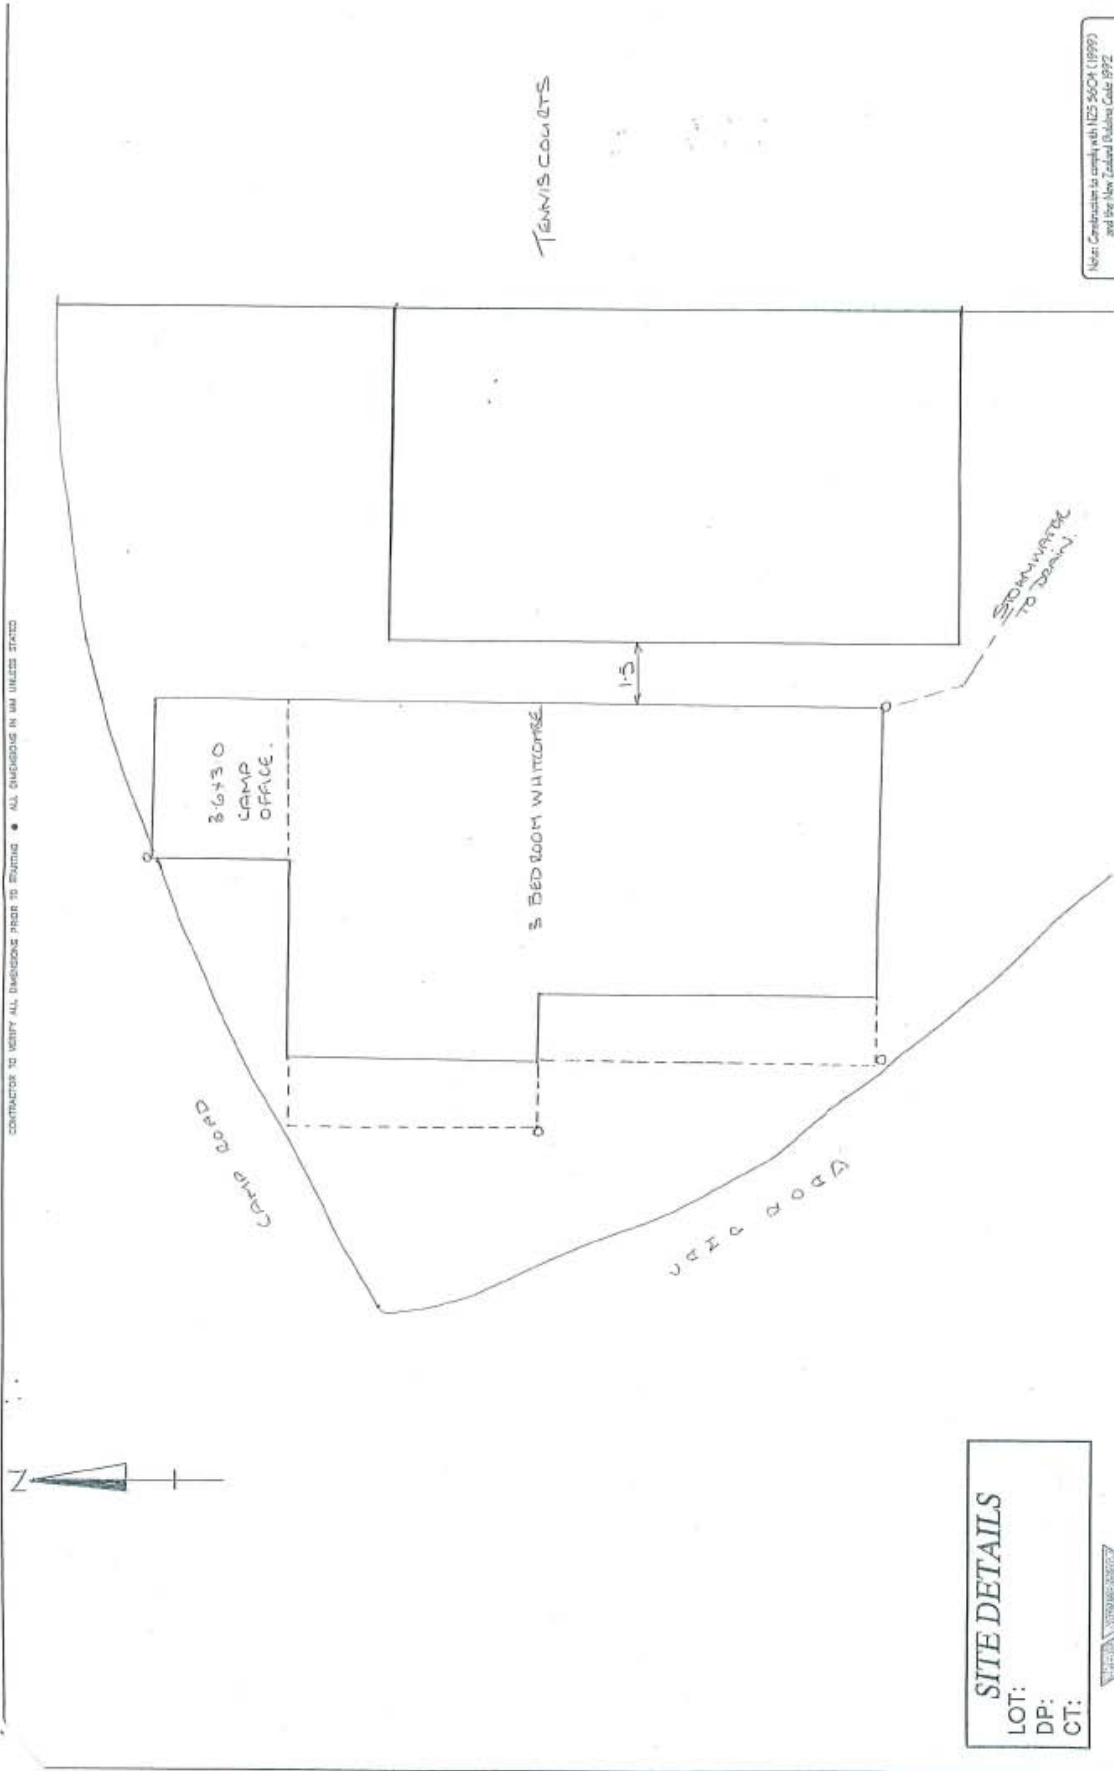 CONTRACTOR TO VERIFY ALL DIMENSIONS PRIOR TO STARTING ● ALL DIMENSIONS IN MM UNLESS STATED
N
CAMP ROAD
3.6x3.0
CAMP
OFFICE.
3 BEDROOM WHITCOMBE
1.5
TENNIS COURTS
CAMP ROAD
STORMWATER
TO DRAIN.
SITE DETAILS
LOT:
DP:
CT:
Note: Construction to comply with NZS 3604 (1999)
and the New Zealand Building Code 1992